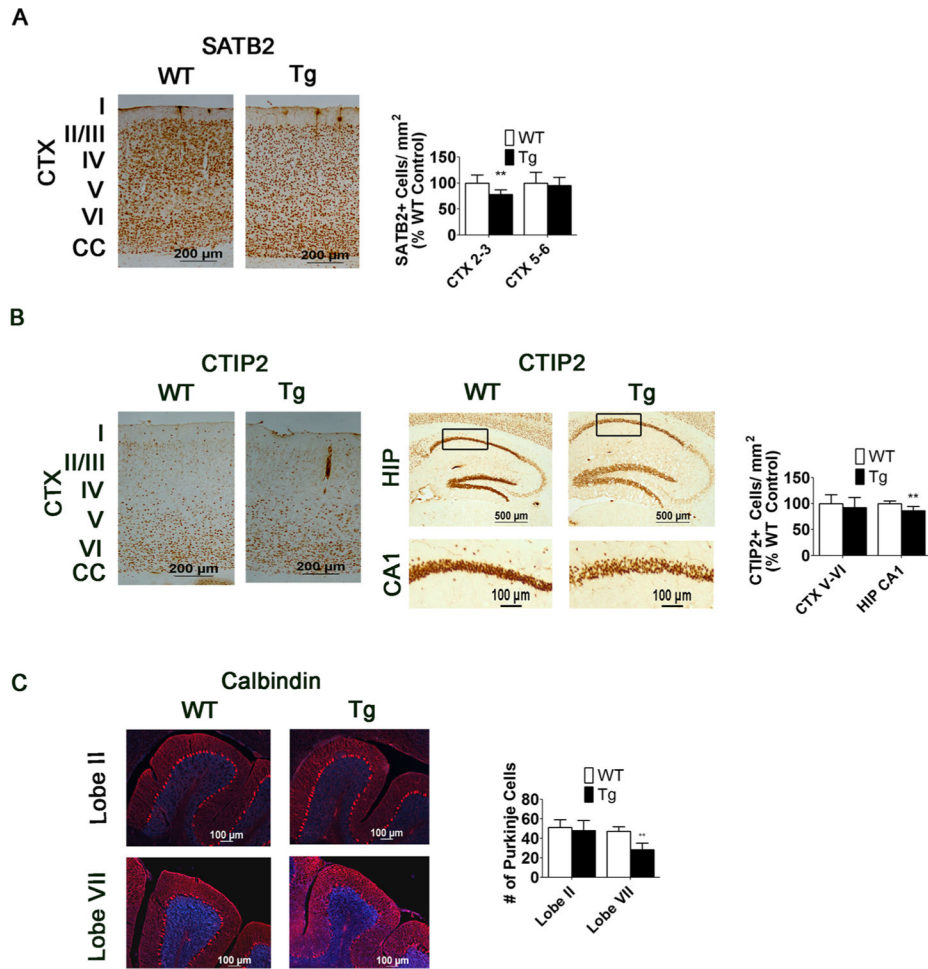 A
SATB2
WT Tg
CTX
I
II/III
IV
V
VI
CC
200 µm
200 µm
SATB2+ Cells/ mm²
(% WT Control)
WT
Tg
150
100
50
0
**
CTX 2-3
CTX 5-6
B
CTIP2
WT Tg
CTX
I
II/III
IV
V
VI
CC
200 µm
200 µm
CTIP2
WT Tg
HIP
500 µm
500 µm
CA1
100 µm
100 µm
CTIP2+ Cells/ mm²
(% WT Control)
WT
Tg
150
100
50
0
**
CTX V-VI
HIP CA1
C
Calbindin
WT Tg
Lobe II
100 µm
100 µm
Lobe VII
100 µm
100 µm
# of Purkinje Cells
WT
Tg
80
60
40
20
0
**
Lobe II
Lobe VII